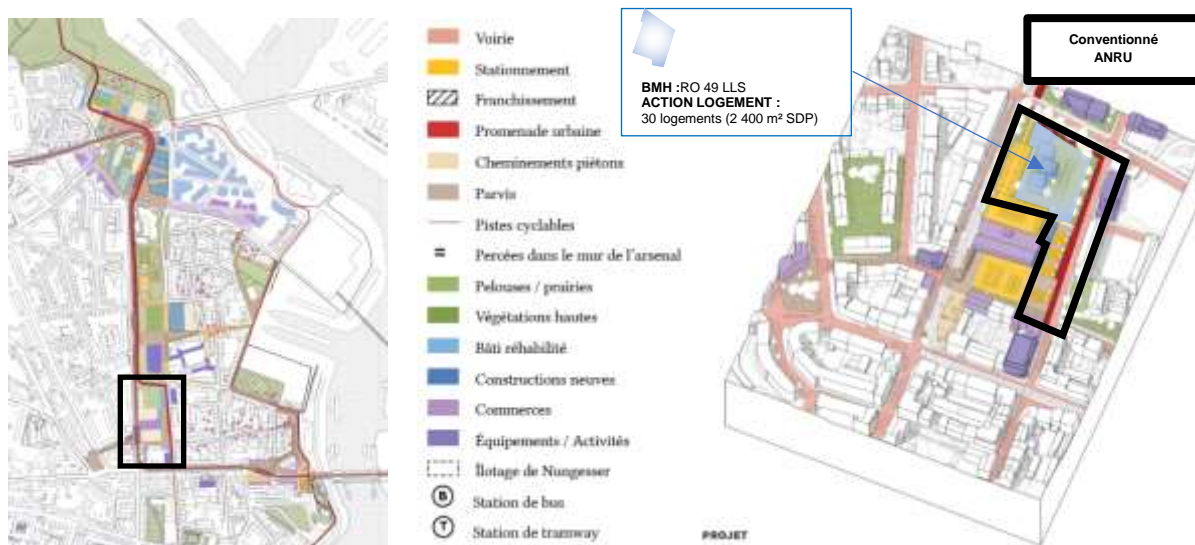 Voirie
Stationnement
Franchissement
Promenade urbaine
Cheminements piétons
Parvis
Pistes cyclables
Percées dans le mur de l'arsenal
Pelouses / prairies
Végétations hautes
Bâti réhabilité
Constructions neuves
Commerces
Équipements / Activités
Îlotage de Nungesser
B Station de bus
T Station de tramway
BMH :RO 49 LLS
ACTION LOGEMENT :
30 logements (2 400 m² SDP)
Conventionné
ANRU
PROJET